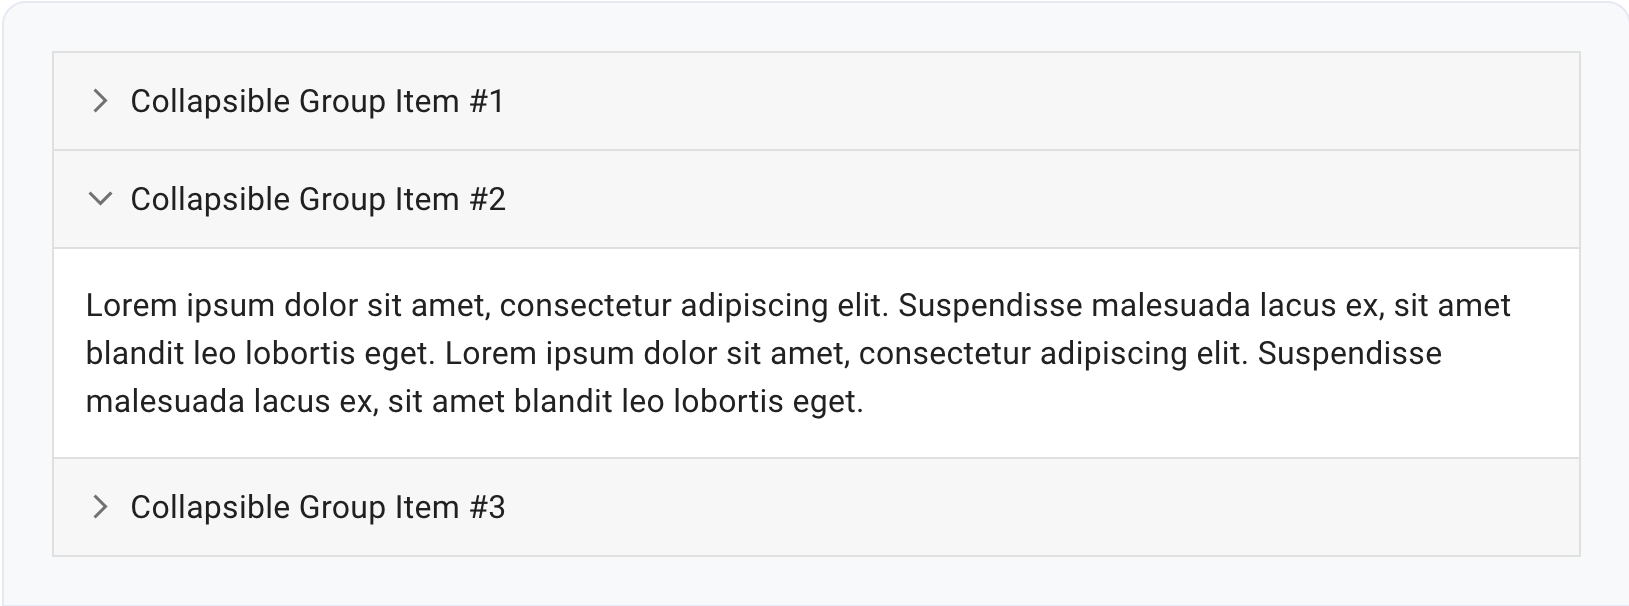 Collapsible Group Item #1
Collapsible Group Item #2
Lorem ipsum dolor sit amet, consectetur adipiscing elit. Suspendisse malesuada lacus ex, sit amet
blandit leo lobortis eget. Lorem ipsum dolor sit amet, consectetur adipiscing elit. Suspendisse
malesuada lacus ex, sit amet blandit leo lobortis eget.
Collapsible Group Item #3